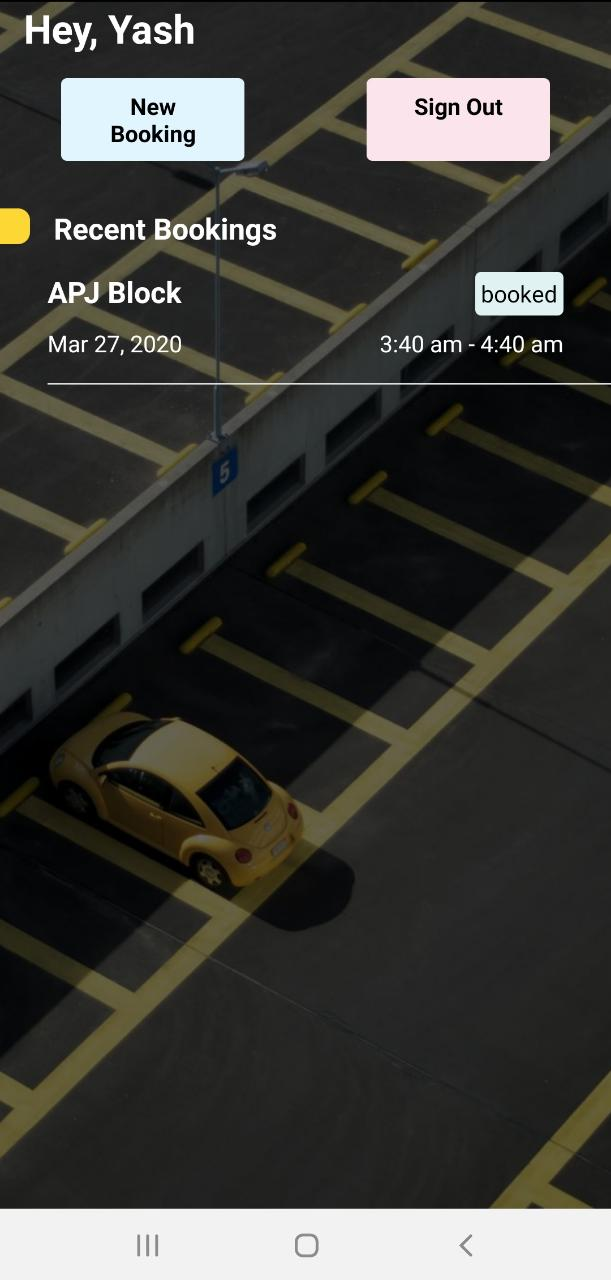 Hey, Yash
New
Booking
Sign Out
Recent Bookings
APJ Block
booked
Mar 27, 2020
3:40 am - 4:40 am
5